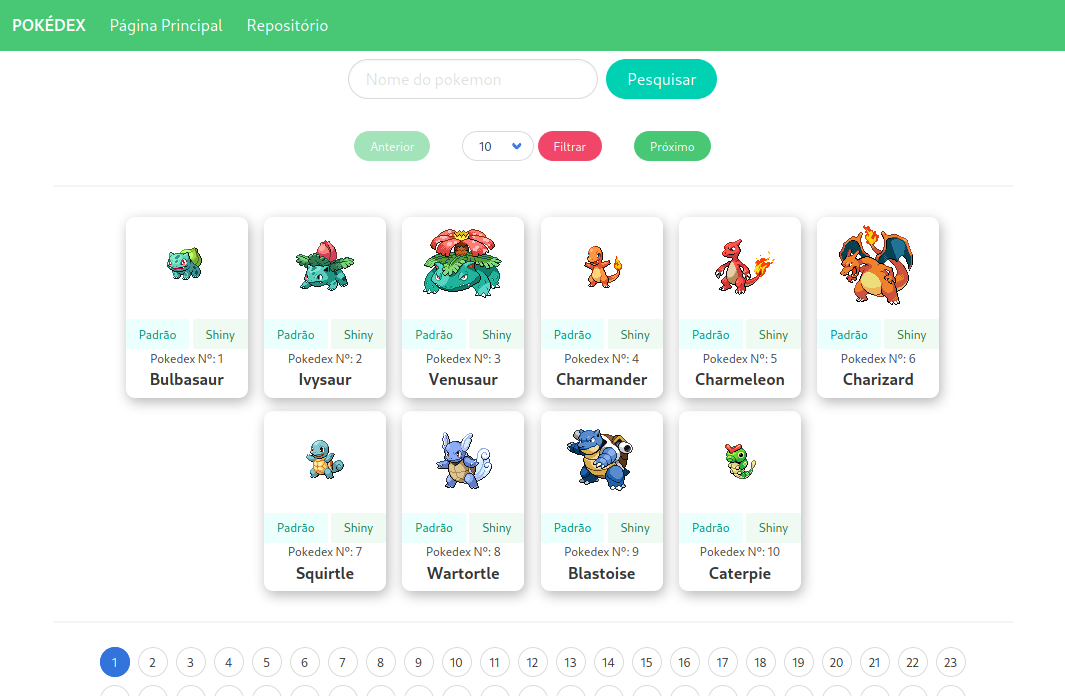 POKÉDEX Página Principal Repositório
Nome do pokemon Pesquisar
Anterior 10 Filtrar Próximo
Padrão Shiny Padrão Shiny Padrão Shiny Padrão Shiny Padrão Shiny Padrão Shiny
Pokedex Nº: 1 Pokedex Nº: 2 Pokedex Nº: 3 Pokedex Nº: 4 Pokedex Nº: 5 Pokedex Nº: 6
Bulbasaur Ivysaur Venusaur Charmander Charmeleon Charizard
Padrão Shiny Padrão Shiny Padrão Shiny Padrão Shiny
Pokedex Nº: 7 Pokedex Nº: 8 Pokedex Nº: 9 Pokedex Nº: 10
Squirtle Wartortle Blastoise Caterpie
1 2 3 4 5 6 7 8 9 10 11 12 13 14 15 16 17 18 19 20 21 22 23